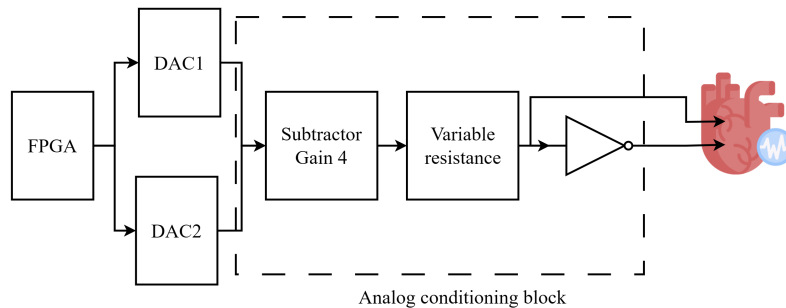 DAC1
FPGA
Subtractor
Gain 4
Variable
resistance
DAC2
Analog conditioning block